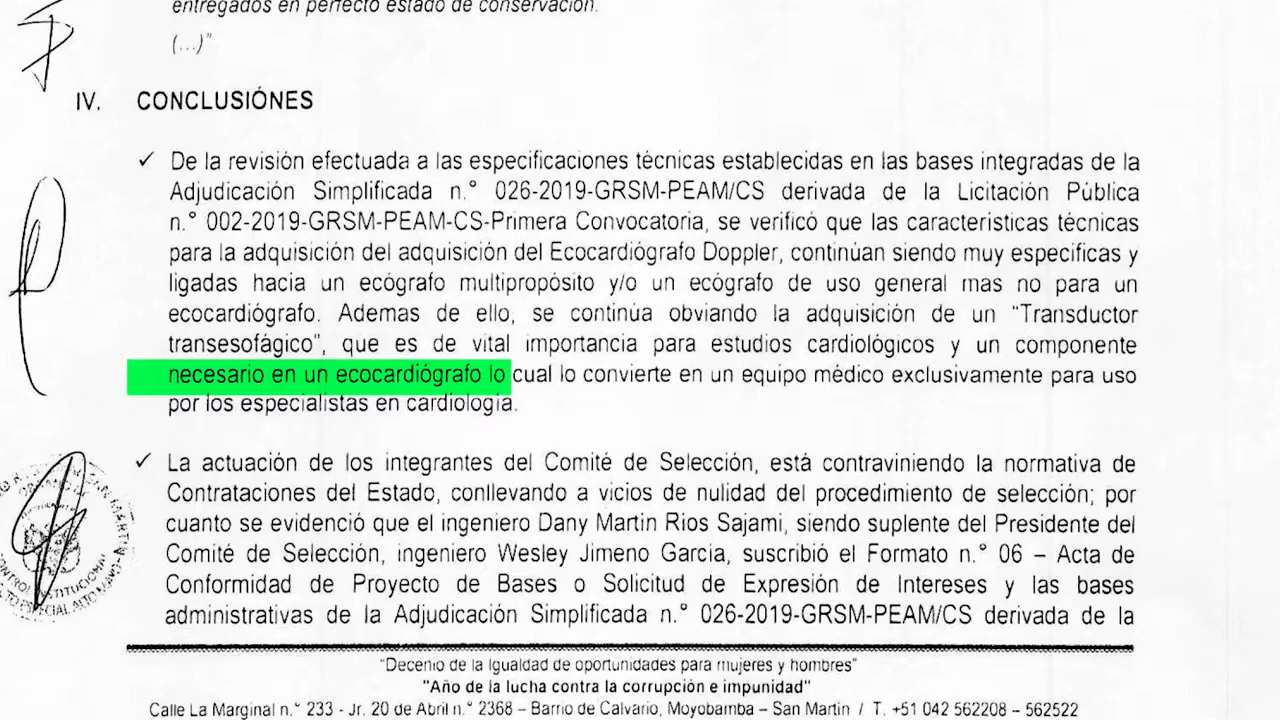 entregados en perfecto estado de conservación.
(...)"
IV. CONCLUSIÓNES
✓ De la revisión efectuada a las especificaciones técnicas establecidas en las bases integradas de la
Adjudicación Simplificada n.° 026-2019-GRSM-PEAM/CS derivada de la Licitación Pública
n.° 002-2019-GRSM-PEAM-CS-Primera Convocatoria, se verificó que las características técnicas
para la adquisición del adquisición del Ecocardiógrafo Doppler, continúan siendo muy especificas y
ligadas hacia un ecógrafo multipropósito y/o un ecógrafo de uso general mas no para un
ecocardiógrafo. Ademas de ello, se continúa obviando la adquisición de un "Transductor
transesofágico", que es de vital importancia para estudios cardiológicos y un componente
necesario en un ecocardiógrafo lo cual lo convierte en un equipo médico exclusivamente para uso
por los especialistas en cardiología.
✓ La actuación de los integrantes del Comité de Selección, está contraviniendo la normativa de
Contrataciones del Estado, conllevando a vicios de nulidad del procedimiento de selección; por
cuanto se evidenció que el ingeniero Dany Martin Rios Sajami, siendo suplente del Presidente del
Comité de Selección, ingeniero Wesley Jimeno Garcia, suscribió el Formato n.° 06 – Acta de
Conformidad de Proyecto de Bases o Solicitud de Expresión de Intereses y las bases
administrativas de la Adjudicación Simplificada n.° 026-2019-GRSM-PEAM/CS derivada de la
"Decenio de la Igualdad de oportunidades para mujeres y hombres"
"Año de la lucha contra la corrupción e impunidad"
Calle La Marginal n.° 233 - Jr. 20 de Abril n.° 2368 – Barrio de Calvario, Moyobamba – San Martín / T. +51 042 562208 – 562522